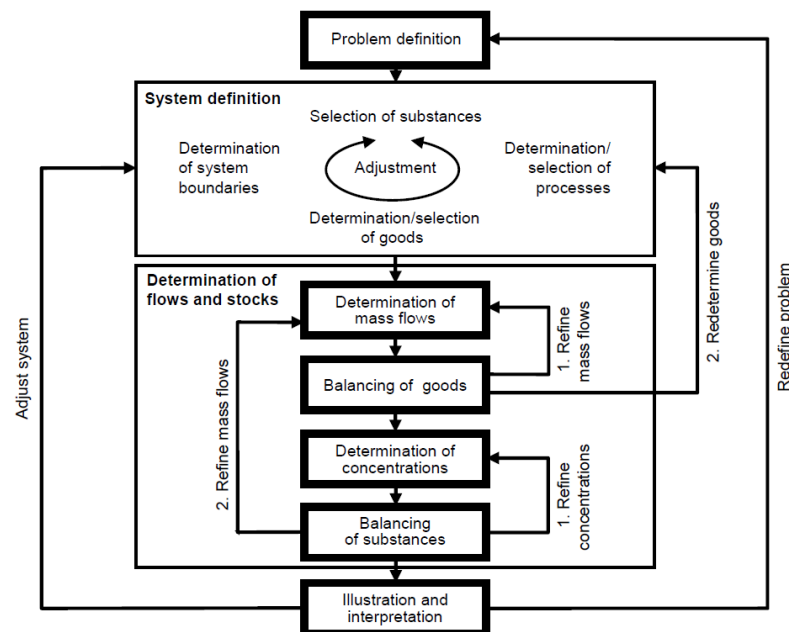 Problem definition
System definition
Selection of substances
Determination
of system
boundaries
Adjustment
Determination/
selection of
processes
Determination/selection
of goods
Determination of
flows and stocks
Determination of
mass flows
1. Refine
mass flows
Balancing of goods
2. Redetermine goods
Redefine problem
Adjust system
2. Refine mass flows
Determination of
concentrations
1. Refine
concentrations
Balancing
of substances
Illustration and
interpretation